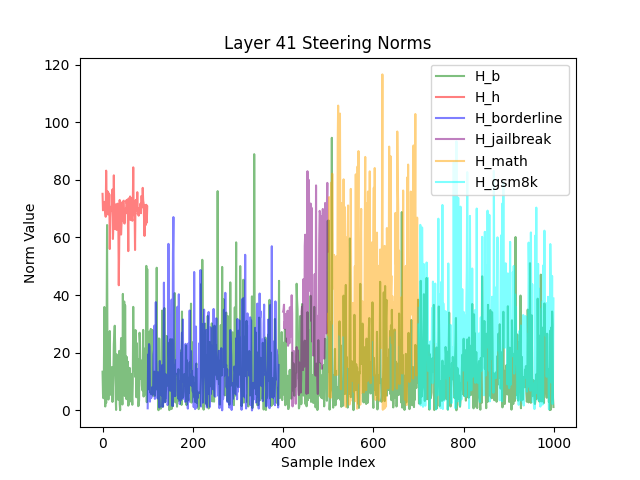 Layer 41 Steering Norms
120
100
80
60
40
20
0
Norm Value
H_b
H_h
H_borderline
H_jailbreak
H_math
H_gsm8k
0
200
400
600
800
1000
Sample Index